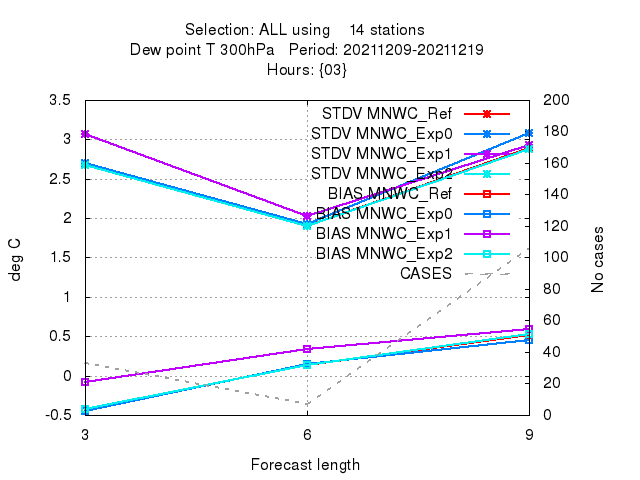 Selection: ALL using    14 stations
Dew point T 300hPa   Period: 20211209-20211219
Hours: {03}
3.5
3
2.5
2
1.5
1
0.5
0
-0.5
200
180
160
140
120
100
80
60
40
20
0
STDV MNWC_Ref
STDV MNWC_Exp0
STDV MNWC_Exp1
STDV MNWC_Exp2
BIAS MNWC_Ref
BIAS MNWC_Exp0
BIAS MNWC_Exp1
BIAS MNWC_Exp2
CASES
deg C
No cases
3
6
9
Forecast length